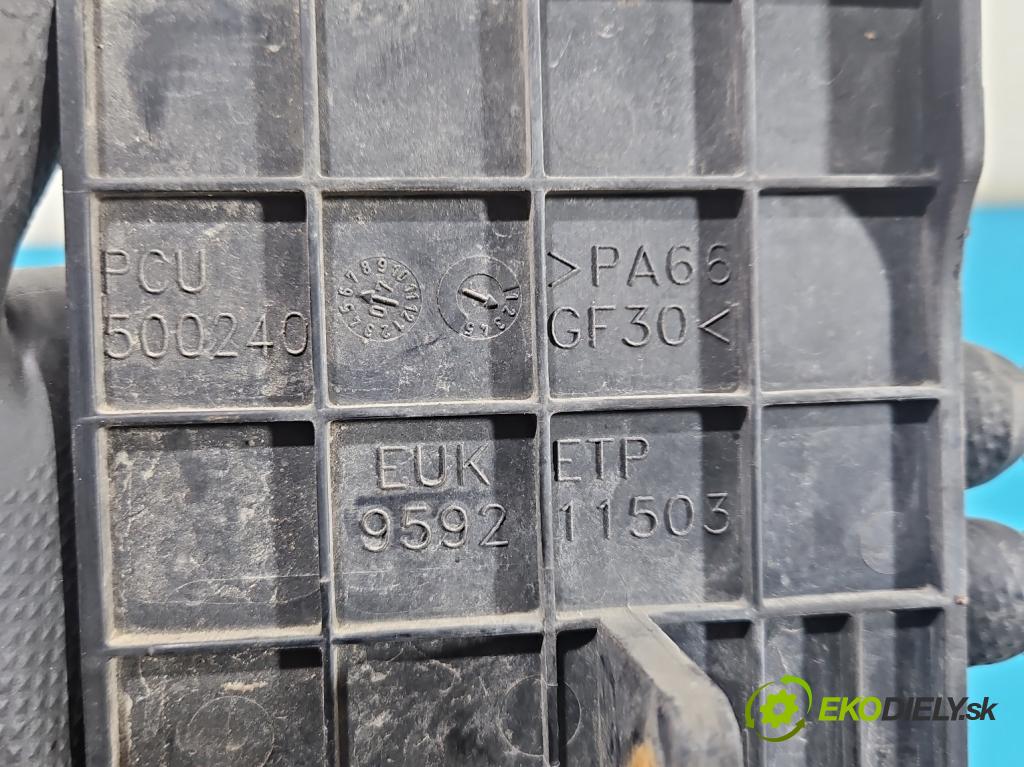 PCU
500240
>PA66
GF30<
EUK
9592
ETP
11503
EKODIELY.sk